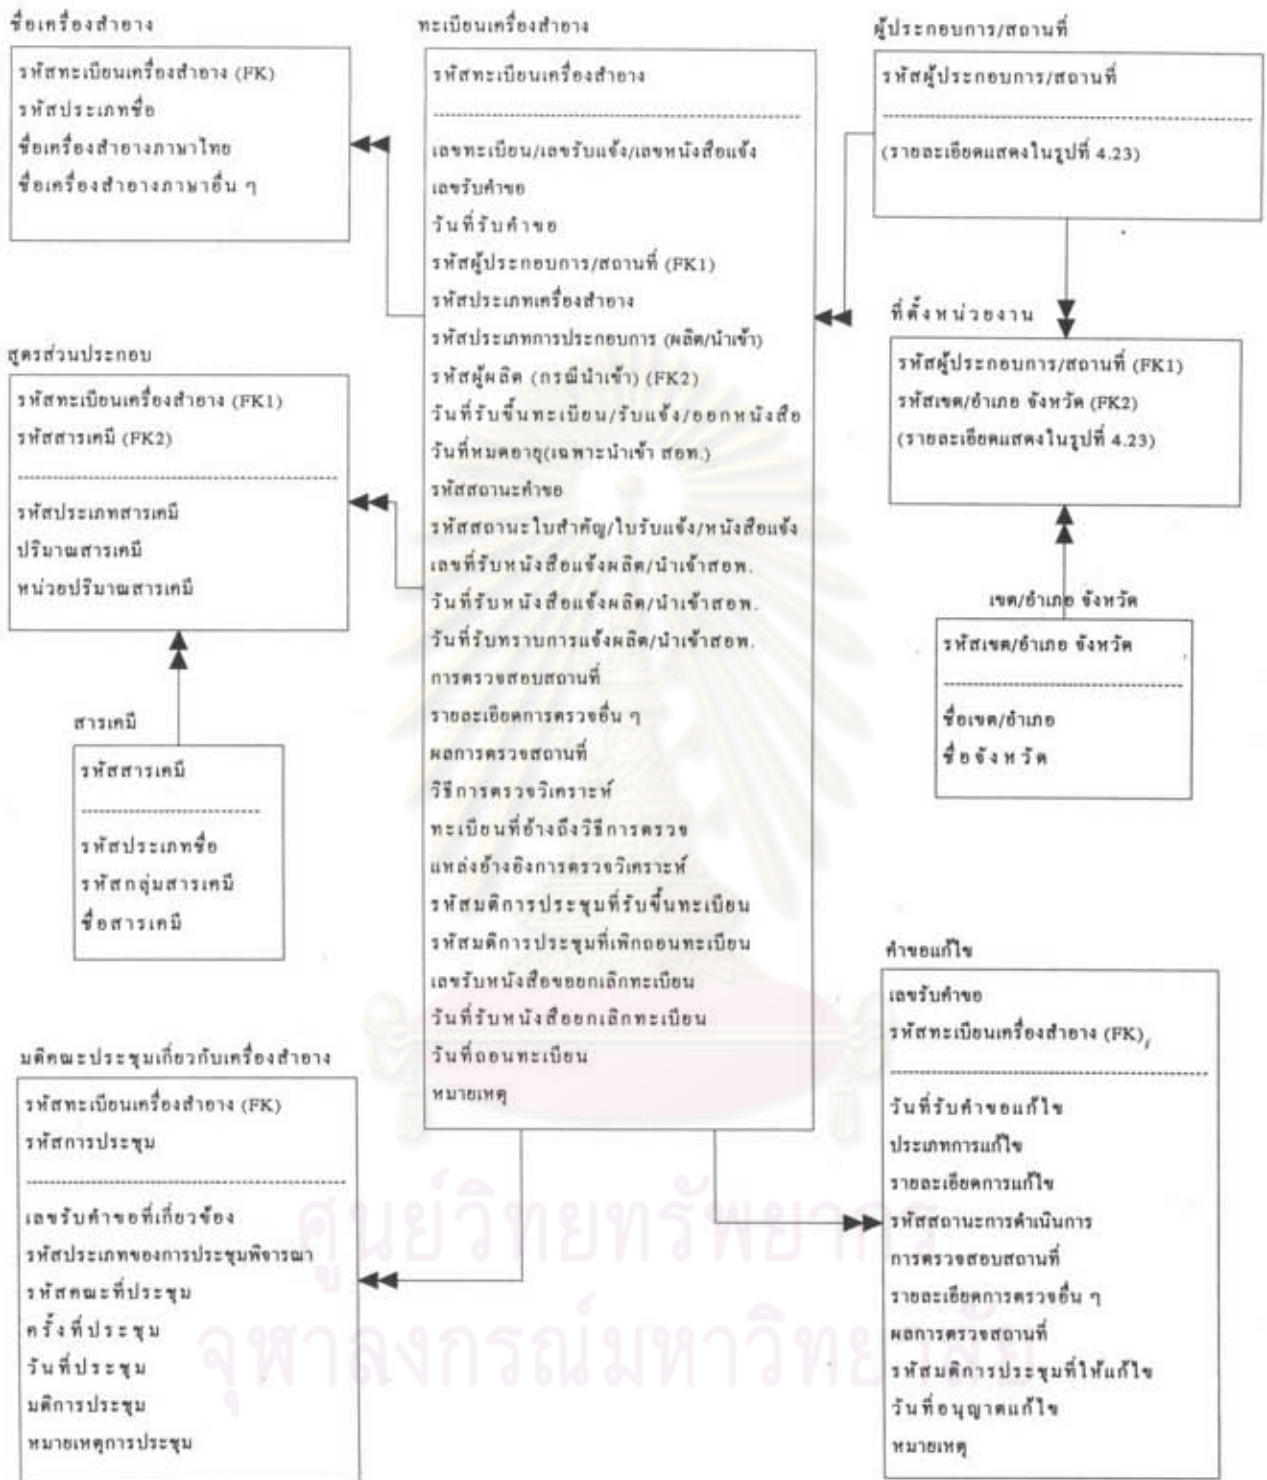 ชื่อเครื่องสำอาง
รหัสทะเบียนเครื่องสำอาง (FK)
รหัสประเภทชื่อ
ชื่อเครื่องสำอางภาษาไทย
ชื่อเครื่องสำอางภาษาอื่น ๆ
สูตรส่วนประกอบ
รหัสทะเบียนเครื่องสำอาง (FK1)
รหัสสารเคมี (FK2)
รหัสประเภทสารเคมี
ปริมาณสารเคมี
หน่วยปริมาณสารเคมี
สารเคมี
รหัสสารเคมี
รหัสประเภทชื่อ
รหัสกลุ่มสารเคมี
ชื่อสารเคมี
มติคณะประชุมเกี่ยวกับเครื่องสำอาง
รหัสทะเบียนเครื่องสำอาง (FK)
รหัสการประชุม
เลขรับคำขอที่เกี่ยวข้อง
รหัสประเภทของการประชุมพิจารณา
รหัสคณะที่ประชุม
ครั้งที่ประชุม
วันที่ประชุม
มติการประชุม
หมายเหตุการประชุม
ทะเบียนเครื่องสำอาง
รหัสทะเบียนเครื่องสำอาง
เลขทะเบียน/เลขรับแจ้ง/เลขหนังสือแจ้ง
เลขรับคำขอ
วันที่รับคำขอ
รหัสผู้ประกอบการ/สถานที่ (FK1)
รหัสประเภทเครื่องสำอาง
รหัสประเภทการประกอบการ (ผลิต/นำเข้า)
รหัสผู้ผลิต (กรณีนำเข้า) (FK2)
วันที่รับขึ้นทะเบียน/รับแจ้ง/ออกหนังสือ
วันที่หมดอายุ(เฉพาะนำเข้า สอท.)
รหัสสถานะคำขอ
รหัสสถานะใบสำคัญ/ใบรับแจ้ง/หนังสือแจ้ง
เลขที่รับหนังสือแจ้งผลิต/นำเข้าสอพ.
วันที่รับหนังสือแจ้งผลิต/นำเข้าสอพ.
วันที่รับทราบการแจ้งผลิต/นำเข้าสอพ.
การตรวจสอบสถานที่
รายละเอียดการตรวจอื่น ๆ
ผลการตรวจสถานที่
วิธีการตรวจวิเคราะห์
ทะเบียนที่อ้างถึงวิธีการตรวจ
แหล่งอ้างอิงการตรวจวิเคราะห์
รหัสมติการประชุมที่รับขึ้นทะเบียน
รหัสมติการประชุมที่เพิกถอนทะเบียน
เลขรับหนังสือขอยกเลิกทะเบียน
วันที่รับหนังสือยกเลิกทะเบียน
วันที่ถอนทะเบียน
หมายเหตุ
ผู้ประกอบการ/สถานที่
รหัสผู้ประกอบการ/สถานที่
(รายละเอียดแสดงในรูปที่ 4.23)
ที่ตั้งหน่วยงาน
รหัสผู้ประกอบการ/สถานที่ (FK1)
รหัสเขต/อำเภอ จังหวัด (FK2)
(รายละเอียดแสดงในรูปที่ 4.23)
เขต/อำเภอ จังหวัด
รหัสเขต/อำเภอ จังหวัด
ชื่อเขต/อำเภอ
ชื่อจังหวัด
คำขอแก้ไข
เลขรับคำขอ
รหัสทะเบียนเครื่องสำอาง (FK)
วันที่รับคำขอแก้ไข
ประเภทการแก้ไข
รายละเอียดการแก้ไข
รหัสสถานะการดำเนินการ
การตรวจสอบสถานที่
รายละเอียดการตรวจอื่น ๆ
ผลการตรวจสถานที่
รหัสมติการประชุมที่ให้แก้ไข
วันที่อนุญาตแก้ไข
หมายเหตุ
ศูนย์วิทยทรัพยากร
จุฬาลงกรณ์มหาวิทยาลัย